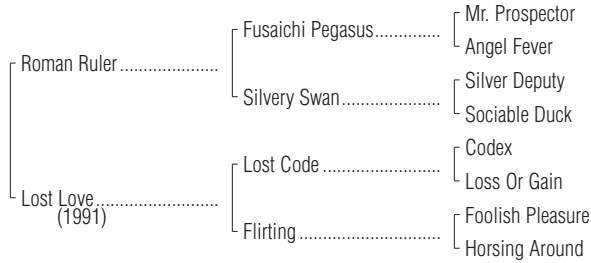 Mr. Prospector
Fusaichi Pegasus..............
Angel Fever
Roman Ruler.....................
Silver Deputy
Silvery Swan.....................
Sociable Duck
Codex
Lost Code.........................
Loss Or Gain
Lost Love..........................
(1991)
Foolish Pleasure
Flirting..............................
Horsing Around